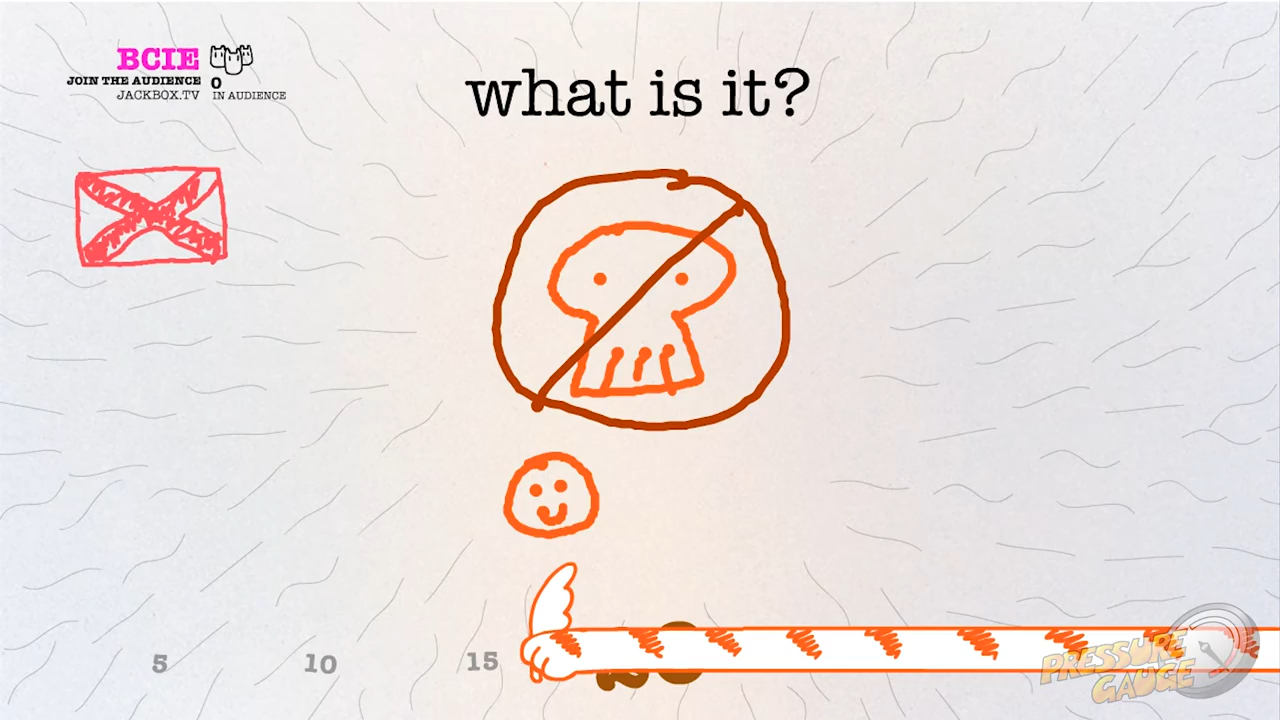 BCIE
JOIN THE AUDIENCE 0
JACKBOX.TV IN AUDIENCE
what is it?
5 10 15
PRESSURE
GAUGE